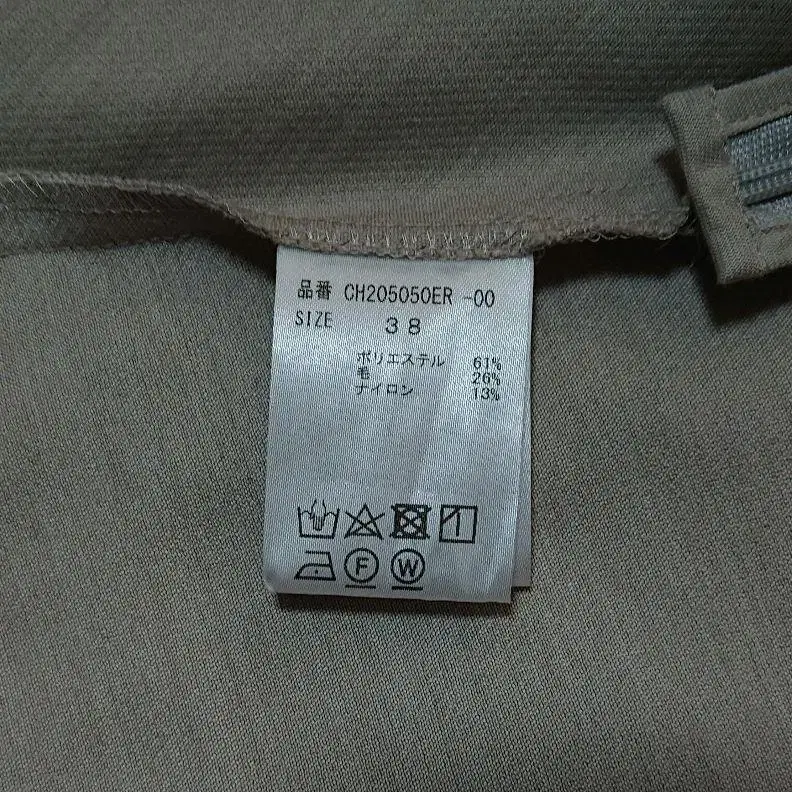 品番 CH205050ER -00
SIZE 38
ポリエステル 61%
毛 26%
ナイロン 13%
F W